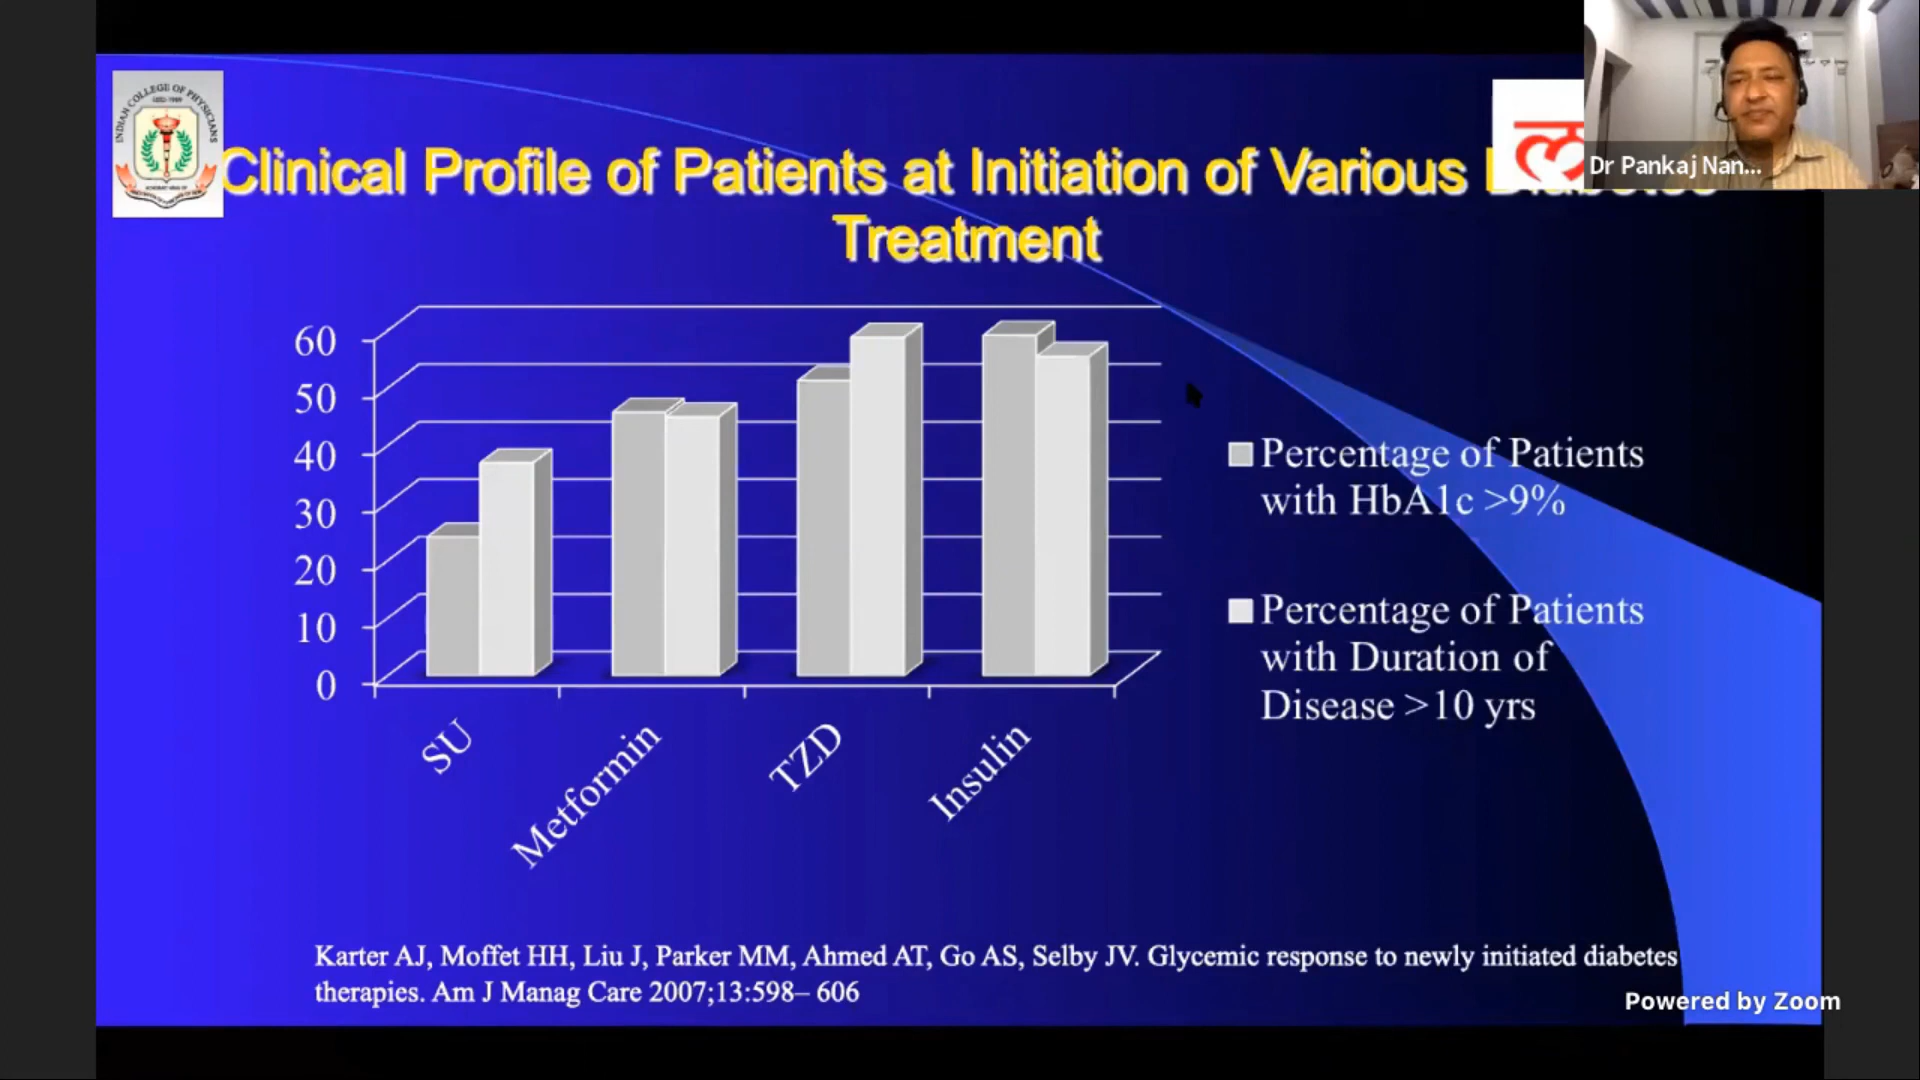 INDIAN COLLEGE OF PHYSICIANS
ल
Dr Pankaj Nan...
Clinical Profile of Patients at Initiation of Various
Treatment
60
50
40
30
20
10
0
SU
Metformin
TZD
Insulin
Percentage of Patients
with HbA1c >9%
Percentage of Patients
with Duration of
Disease >10 yrs
Karter AJ, Moffet HH, Liu J, Parker MM, Ahmed AT, Go AS, Selby JV. Glycemic response to newly initiated diabetes
therapies. Am J Manag Care 2007;13:598– 606
Powered by Zoom